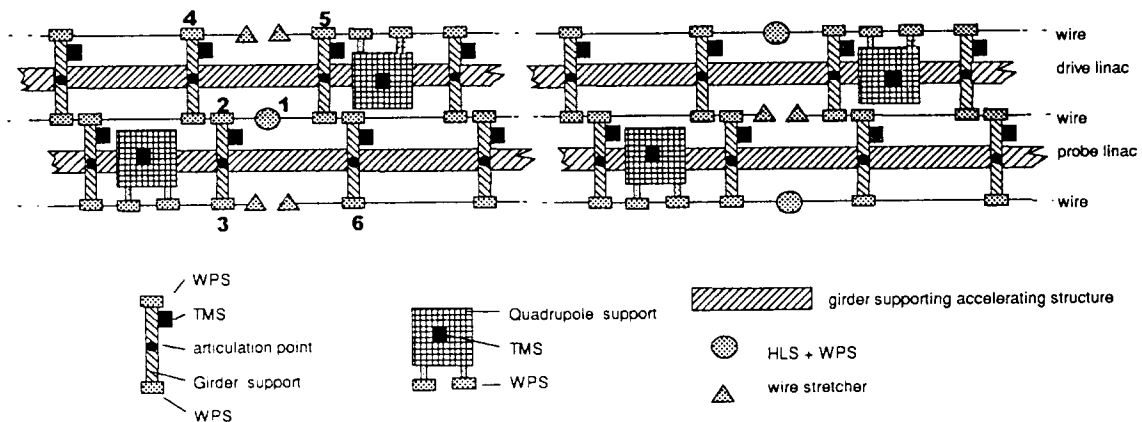 4
5
wire
drive linac
2
1
wire
probe linac
3
6
wire
WPS
TMS
articulation point
Girder support
WPS
Quadrupole support
TMS
WPS
girder supporting accelerating structure
HLS + WPS
wire stretcher